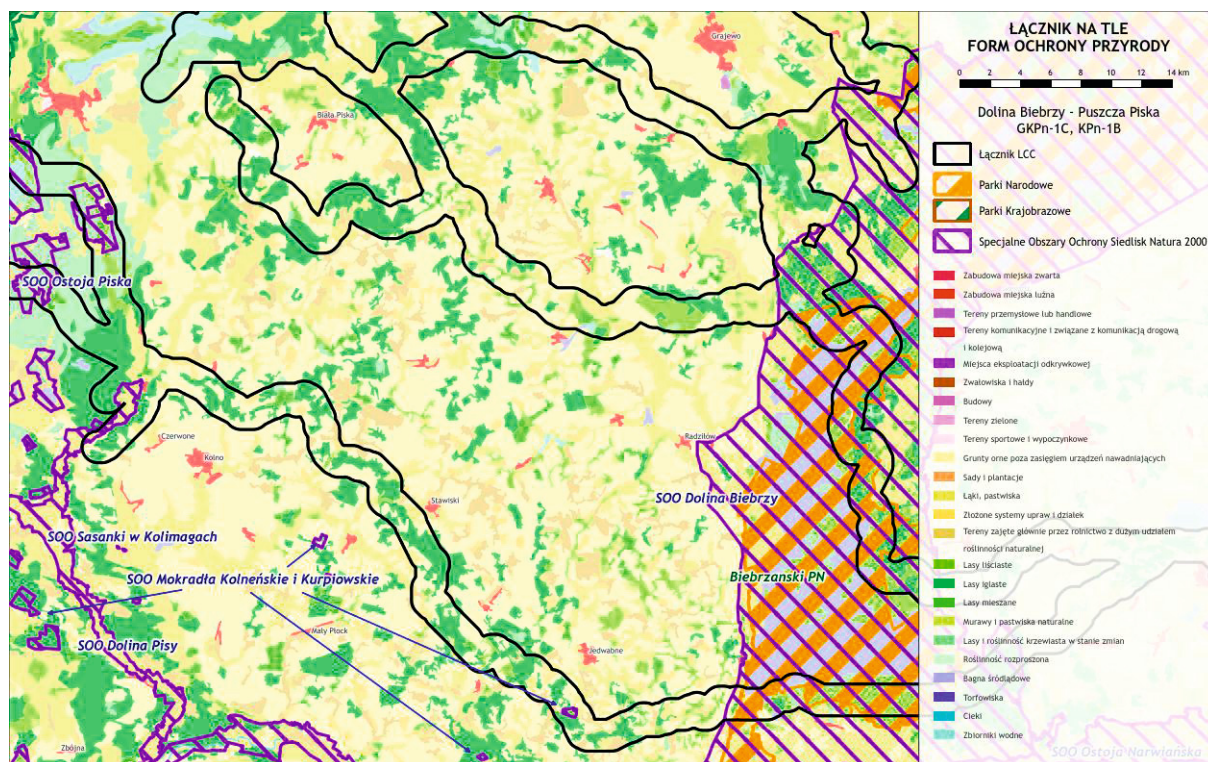 Grajewo
Biała Piska
SOO Ostoja Piska
Czerwone
Kolno
Radziłów
Stawiski
SOO Dolina Biebrzy
SOO Sasanki w Kolimagach
SOO Mokradła Kolneńskie i Kurpiowskie
Biebrzanski PN
Mały Płock
SOO Dolina Pisy
Jedwabne
Zbójna
ŁĄCZNIK NA TLE
FORM OCHRONY PRZYRODY
0 2 4 6 8 10 12 14 km
Dolina Biebrzy - Puszcza Piska
GKPn-1C, KPn-1B
Łącznik LCC
Parki Narodowe
Parki Krajobrazowe
Specjalne Obszary Ochrony Siedlisk Natura 2000
Zabudowa miejska zwarta
Zabudowa miejska luźna
Tereny przemysłowe lub handlowe
Tereny komunikacyjne i związane z komunikacją drogową
i kolejową
Miejsca eksploatacji odkrywkowej
Zwałowiska i hałdy
Budowy
Tereny zielone
Tereny sportowe i wypoczynkowe
Grunty orne poza zasięgiem urządzeń nawadniających
Sady i plantacje
Łąki, pastwiska
Złożone systemy upraw i działek
Tereny zajęte głównie przez rolnictwo z dużym udziałem
roślinności naturalnej
Lasy liściaste
Lasy iglaste
Lasy mieszane
Murawy i pastwiska naturalne
Lasy i roślinność krzewiasta w stanie zmian
Roślinność rozproszona
Bagna śródlądowe
Torfowiska
Cieki
Zbiorniki wodne
SOO Ostoja Narwiańska